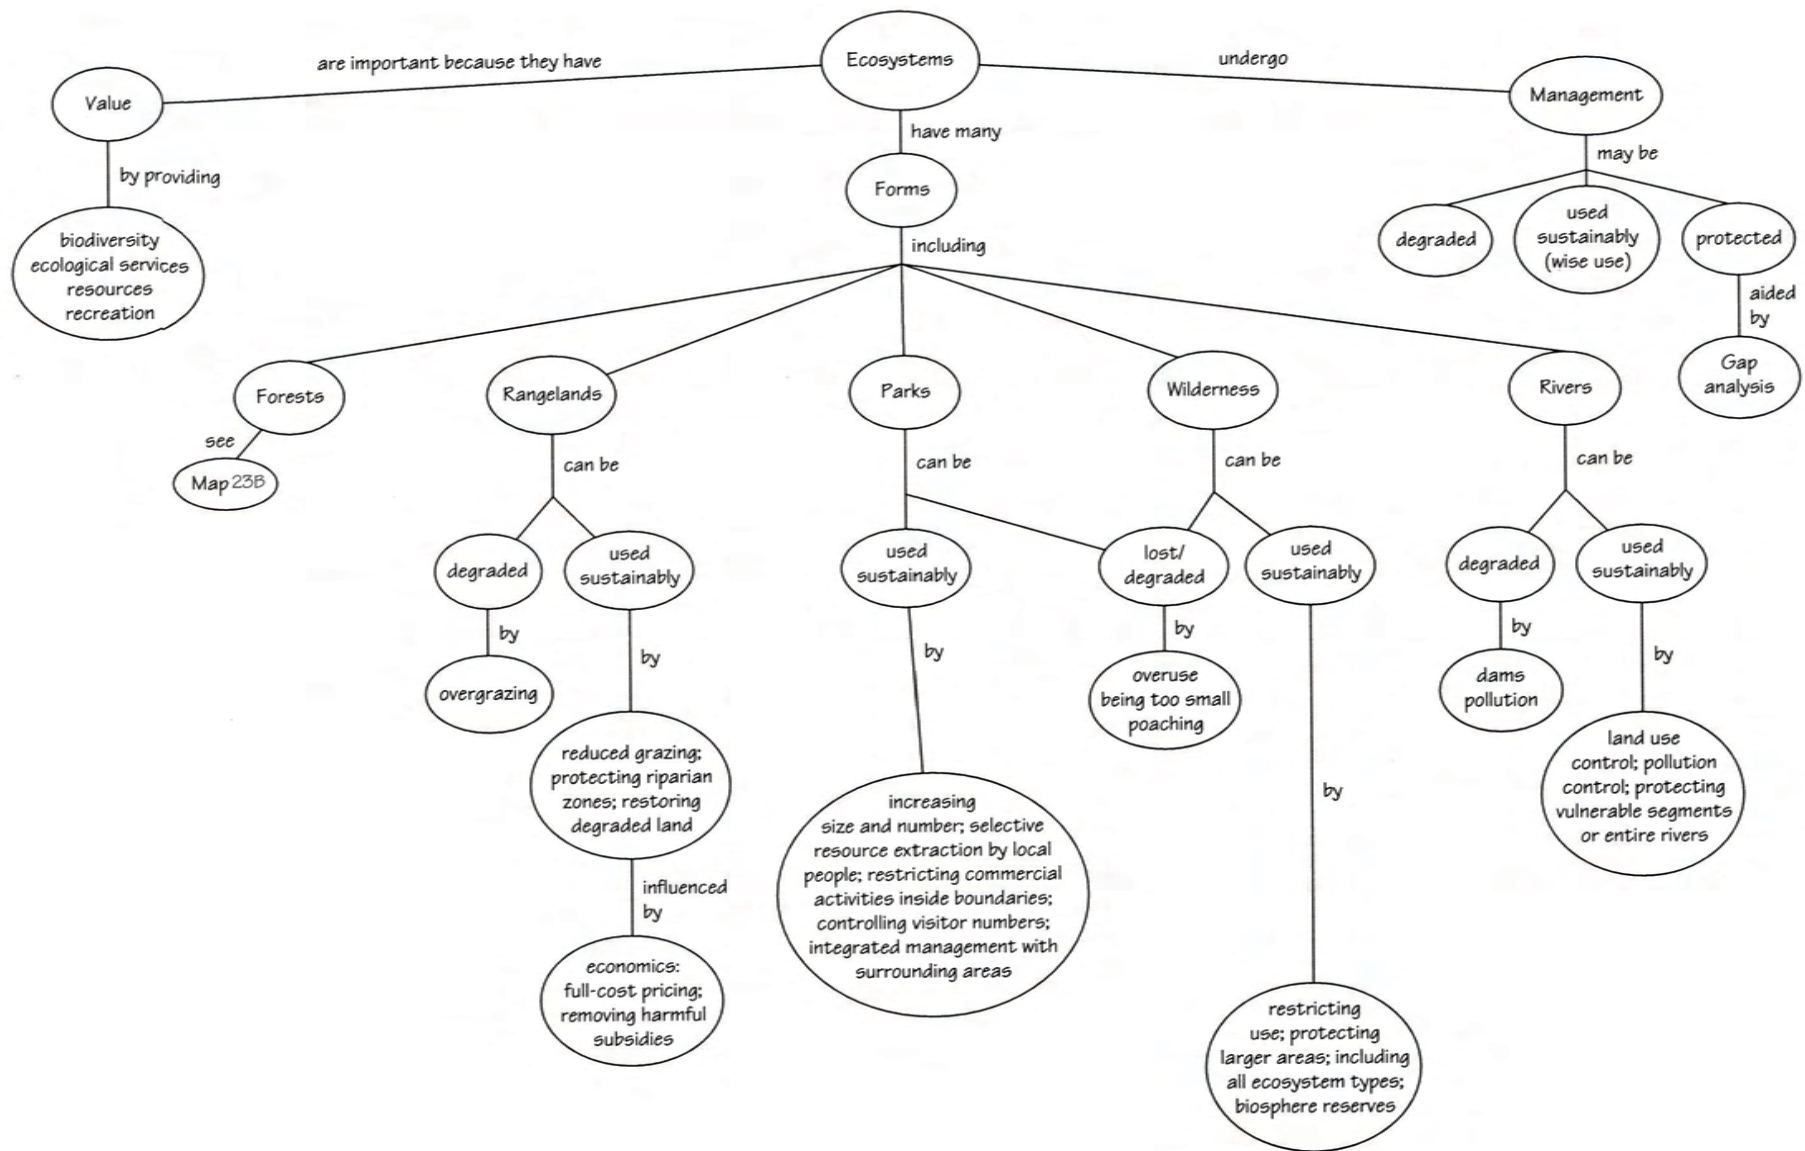 Ecosystems
are important because they have
undergo
Value
Management
have many
may be
by providing
Forms
biodiversity
ecological services
resources
recreation
including
degraded
used
sustainably
(wise use)
protected
aided
by
Gap
analysis
Forests
Rangelands
Parks
Wilderness
Rivers
see
Map 23B
can be
can be
can be
can be
degraded
used
sustainably
used
sustainably
lost/
degraded
used
sustainably
degraded
used
sustainably
by
by
by
by
by
by
by
overgrazing
overuse
being too small
poaching
dams
pollution
reduced grazing;
protecting riparian
zones; restoring
degraded land
increasing
size and number; selective
resource extraction by local
people; restricting commercial
activities inside boundaries;
controlling visitor numbers;
integrated management with
surrounding areas
land use
control; pollution
control; protecting
vulnerable segments
or entire rivers
influenced
by
economics:
full-cost pricing;
removing harmful
subsidies
restricting
use; protecting
larger areas; including
all ecosystem types;
biosphere reserves